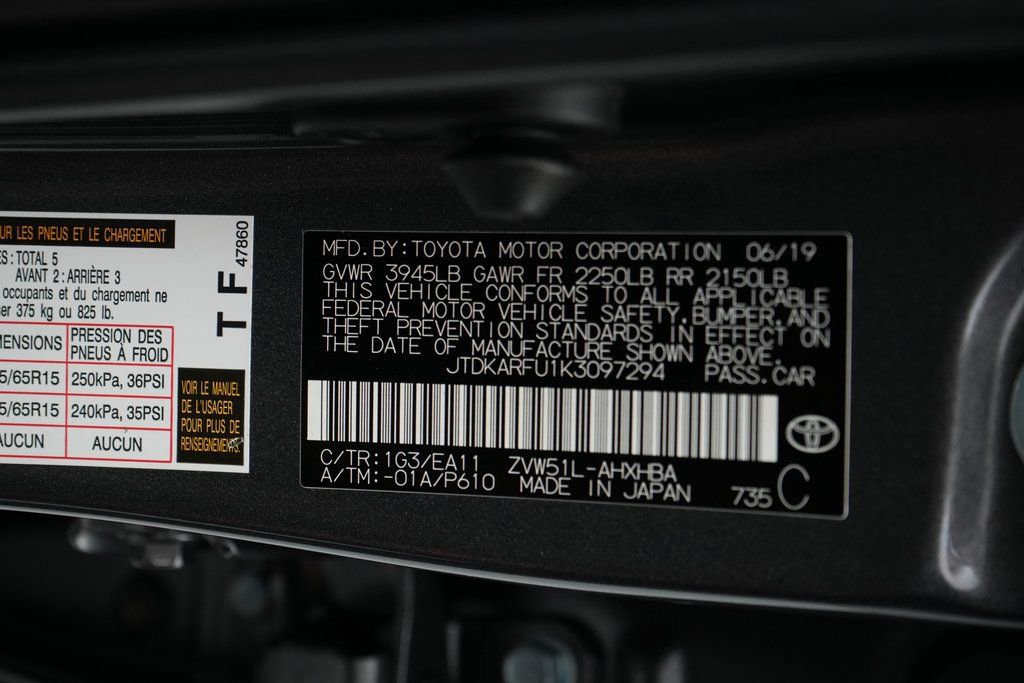 UR LES PNEUS ET LE CHARGEMENT
ES: TOTAL 5
AVANT 2: ARRIÈRE 3
occupants et du chargement ne
ser 375 kg ou 825 lb.
MENSIONS PRESSION DES PNEUS À FROID
5/65R15 250kPa, 36PSI
5/65R15 240kPa, 35PSI
AUCUN AUCUN
T F 47860
VOIR LE MANUEL
DE L'USAGER
POUR PLUS DE
RENSEIGNEMENTS
MFD. BY: TOYOTA MOTOR CORPORATION 06/19
GVWR 3945LB GAWR FR 2250LB RR 2150LB
THIS VEHICLE CONFORMS TO ALL APPLICABLE
FEDERAL MOTOR VEHICLE SAFETY, BUMPER, AND
THEFT PREVENTION STANDARDS IN EFFECT ON
THE DATE OF MANUFACTURE SHOWN ABOVE.
JTDKARFU1K3097294 PASS.CAR
C/TR: 1G3/EA11 ZVW51L-AHXHBA
A/TM: -01A/P610 MADE IN JAPAN 735 C